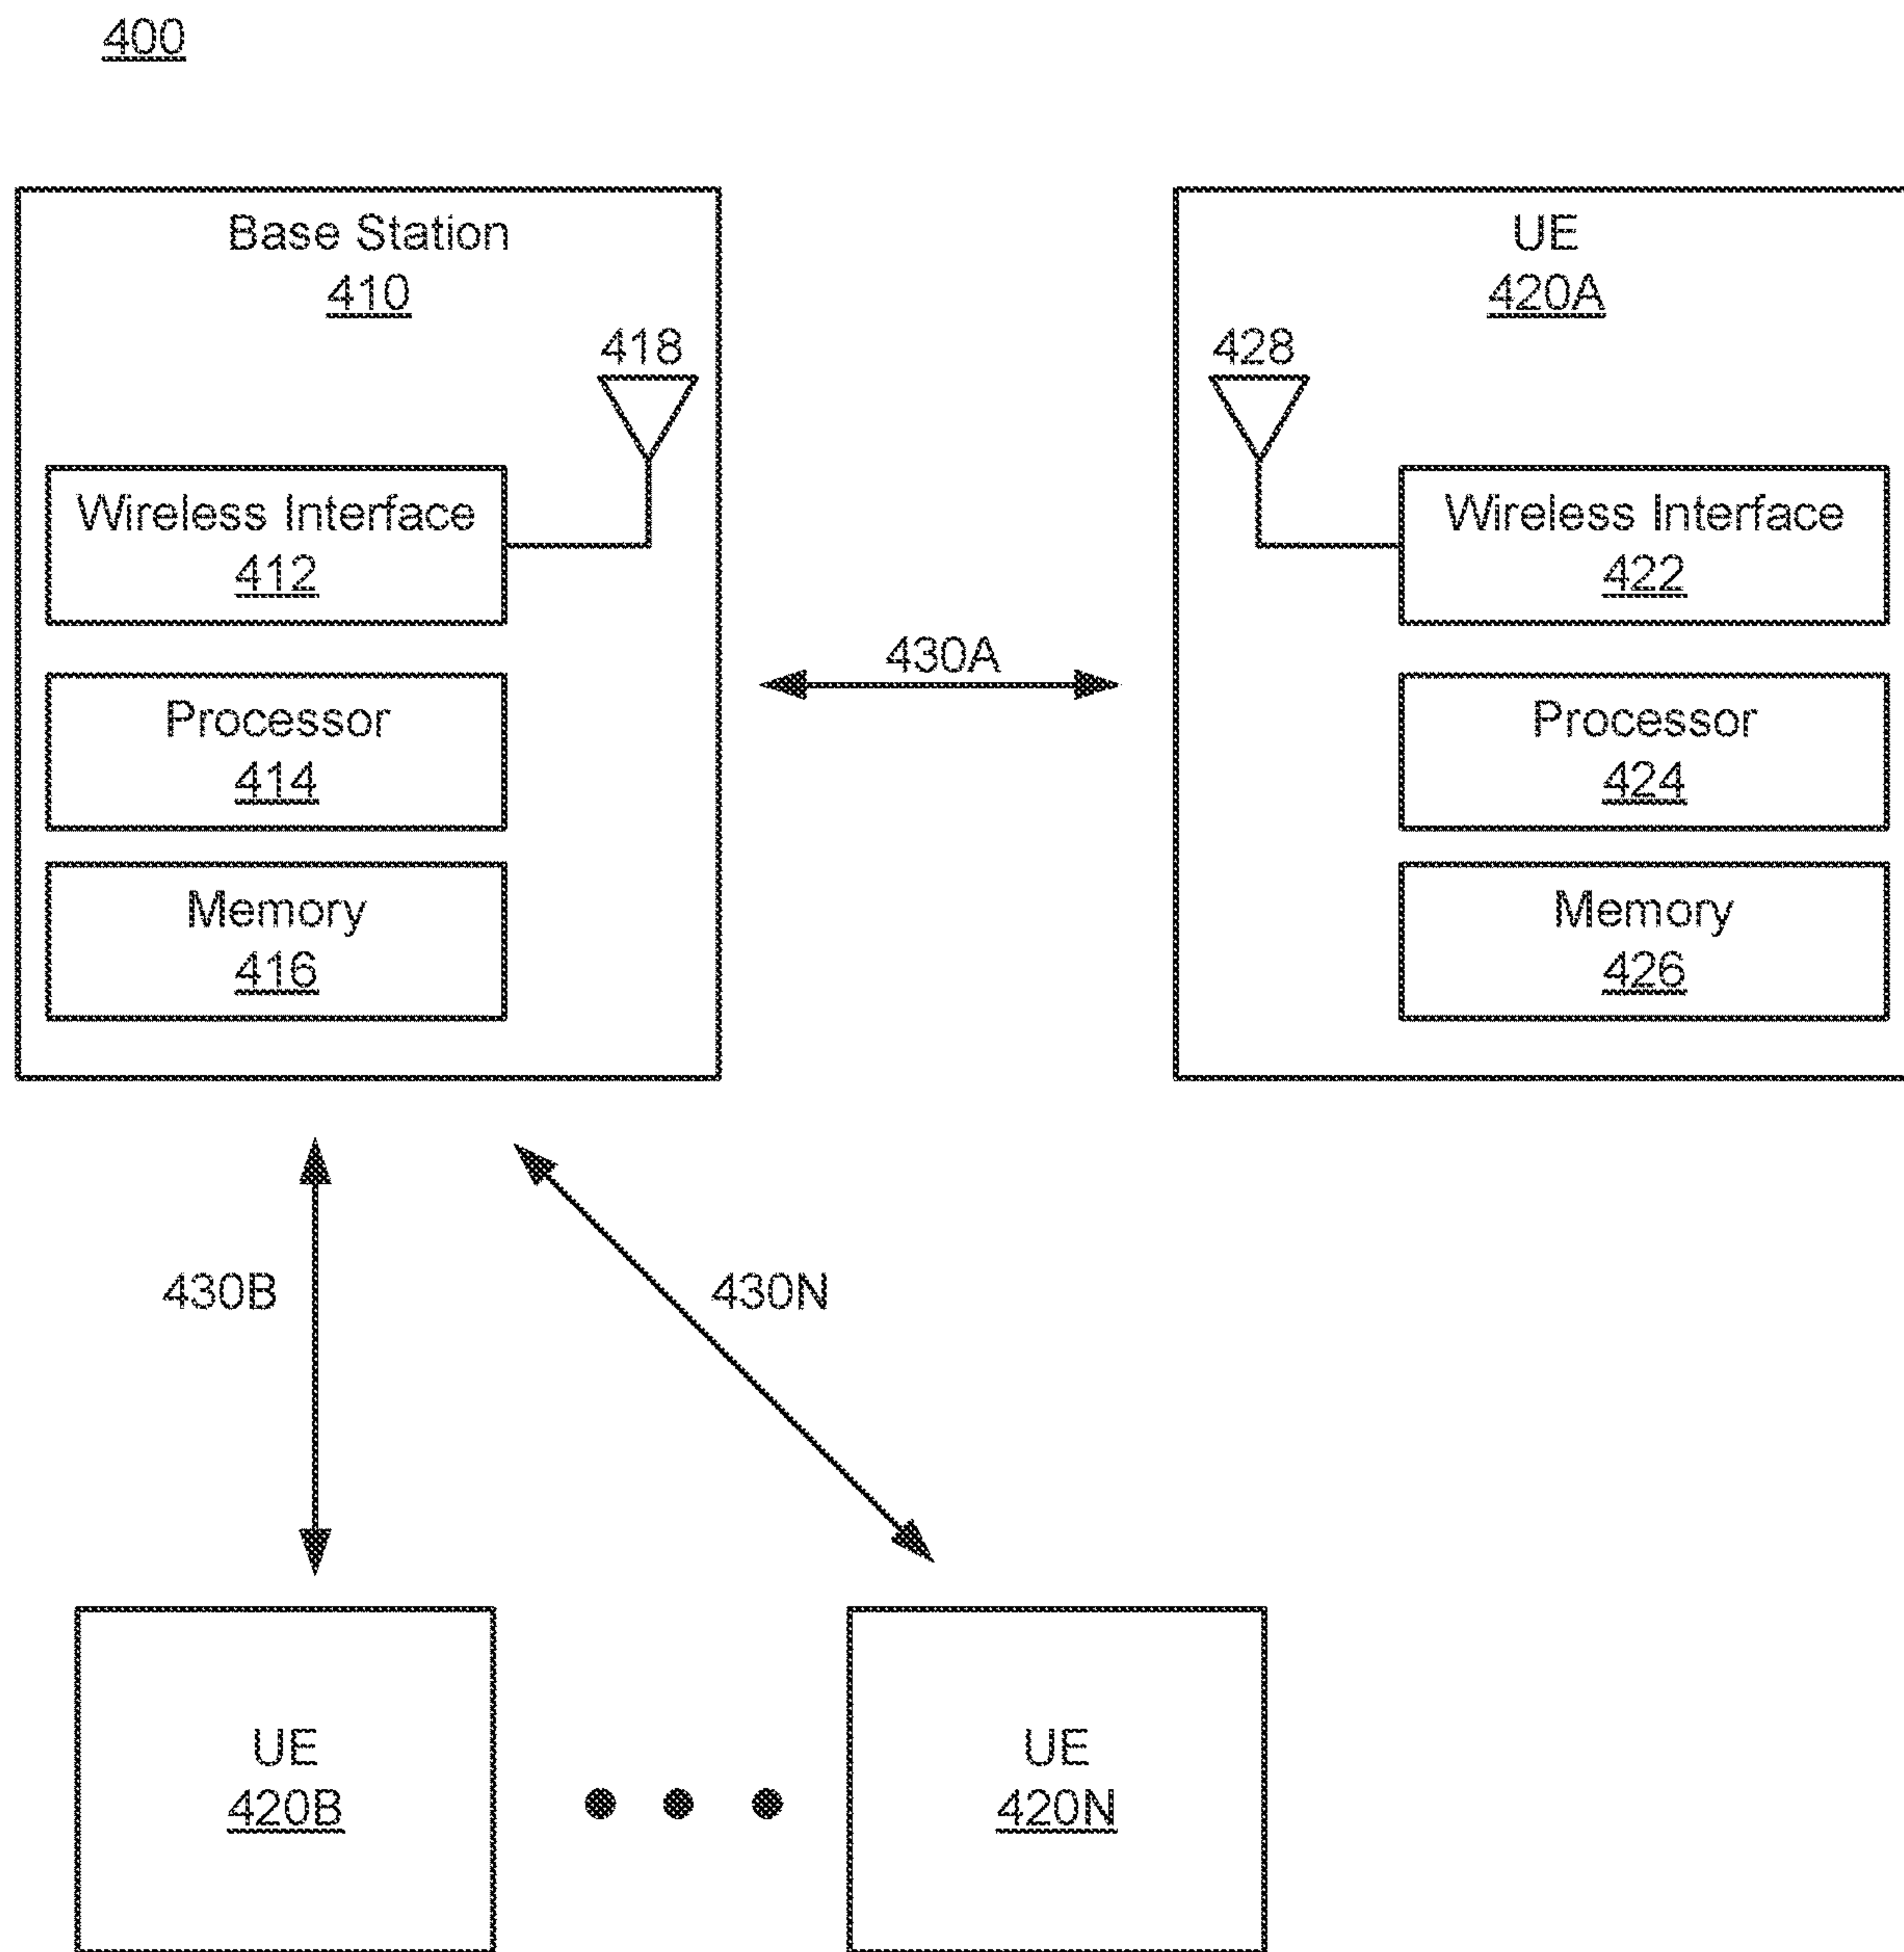 400
Base Station
410
418
Wireless Interface
412
Processor
414
Memory
416
UE
420A
428
Wireless Interface
422
Processor
424
Memory
426
430A
430B
430N
UE
420B
UE
420N